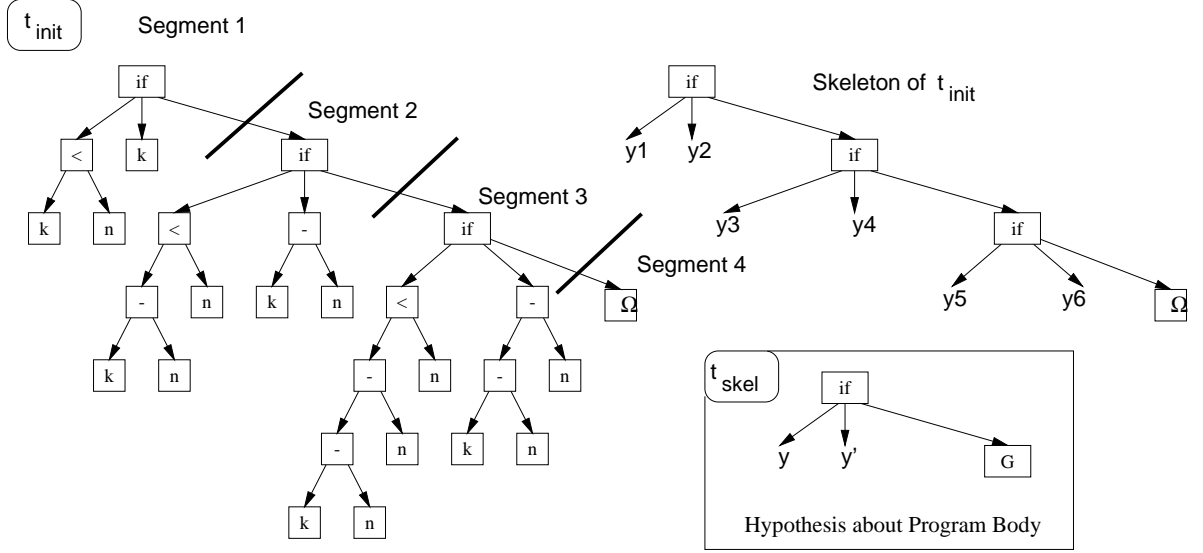 t init
Segment 1
if
if
Skeleton of t init
Segment 2
< k if
y1 y2 if
k n
Segment 3
< - if
y3 y4 if
Segment 4
- n k n < - Ω
y5 y6 Ω
k n - n - n
t skel
if
- n k n
y y' G
k n
Hypothesis about Program Body